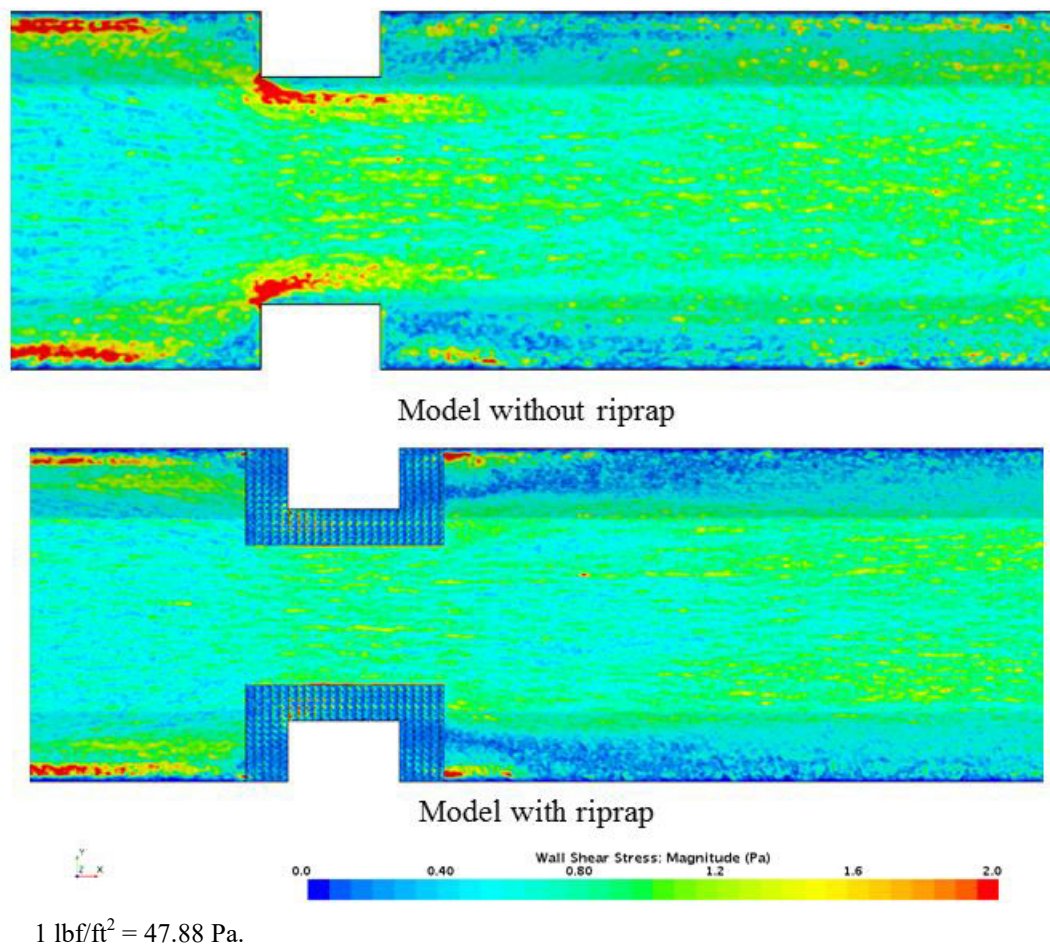 Model without riprap
Model with riprap
Y
Z X
Wall Shear Stress: Magnitude (Pa)
0.0 0.40 0.80 1.2 1.6 2.0
1 lbf/ft² = 47.88 Pa.